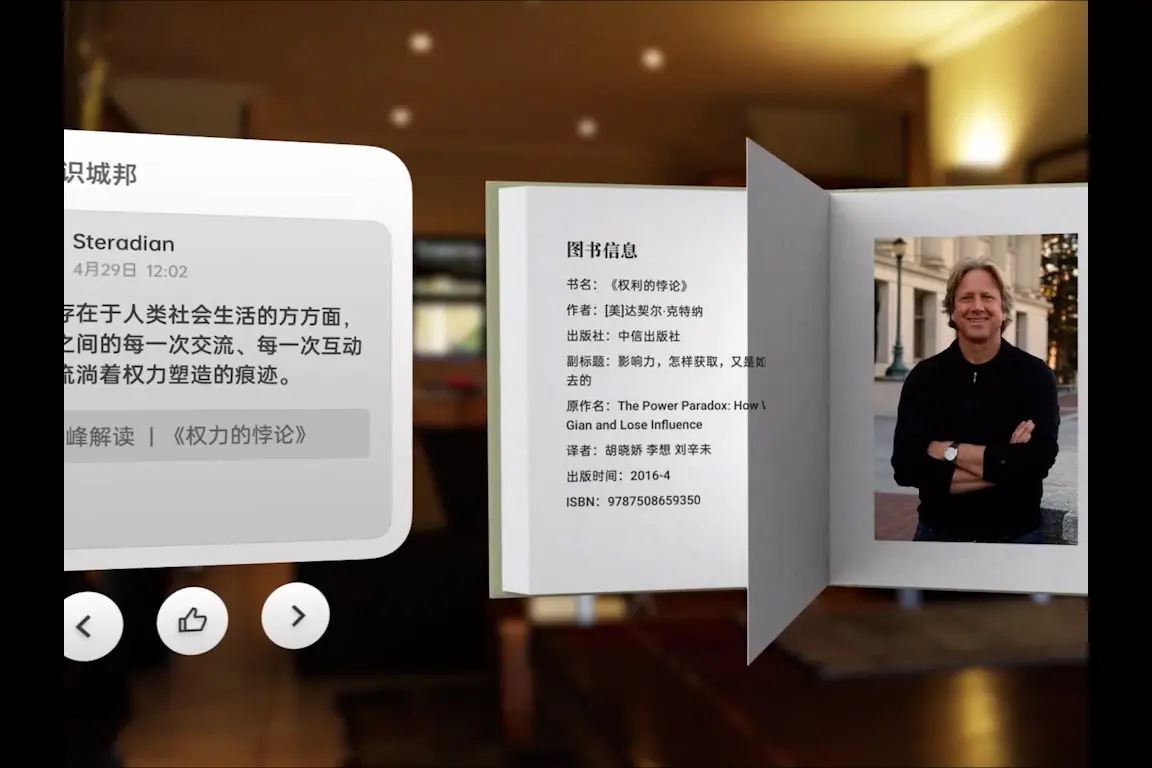 识城邦
Steradian
4月29日 12:02
存在于人类社会生活的方方面，
之间的每一次交流、每一次互动
流淌着权力塑造的痕迹。
峰解读 | 《权力的悖论》
图书信息
书名：《权利的悖论》
作者：[美]达契尔·克特纳
出版社：中信出版社
副标题：影响力，怎样获取，又是如
去的
原作名：The Power Paradox: How
Gian and Lose Influence
译者：胡晓娇 李想 刘辛未
出版时间：2016-4
ISBN：9787508659350